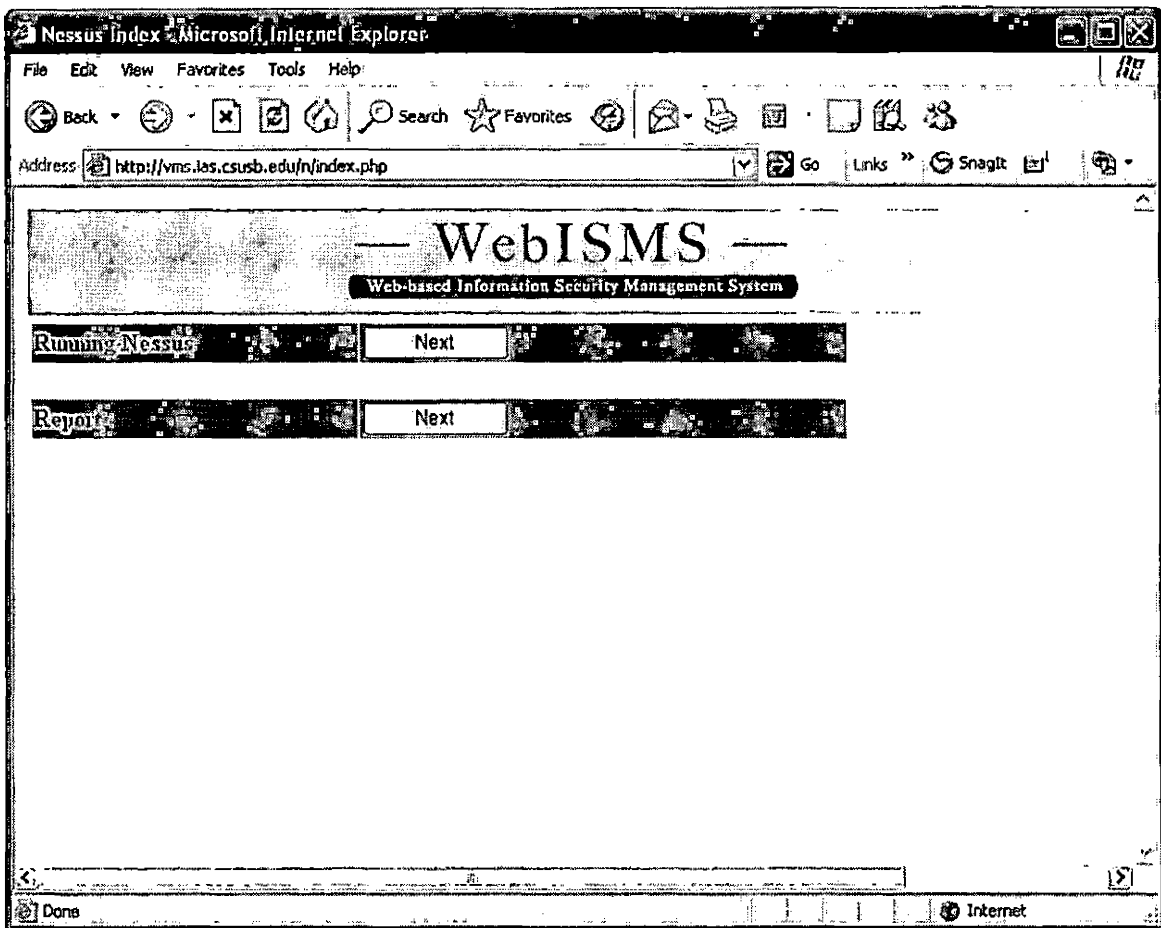 Nessus Index - Microsoft Internet Explorer
File Edit View Favorites Tools Help
Back Search Favorites
Address http://vms.ias.csusb.edu/n/index.php Go Links » SnagIt
— WebISMS —
Web-based Information Security Management System
Running Nessus Next
Report Next
Done Internet